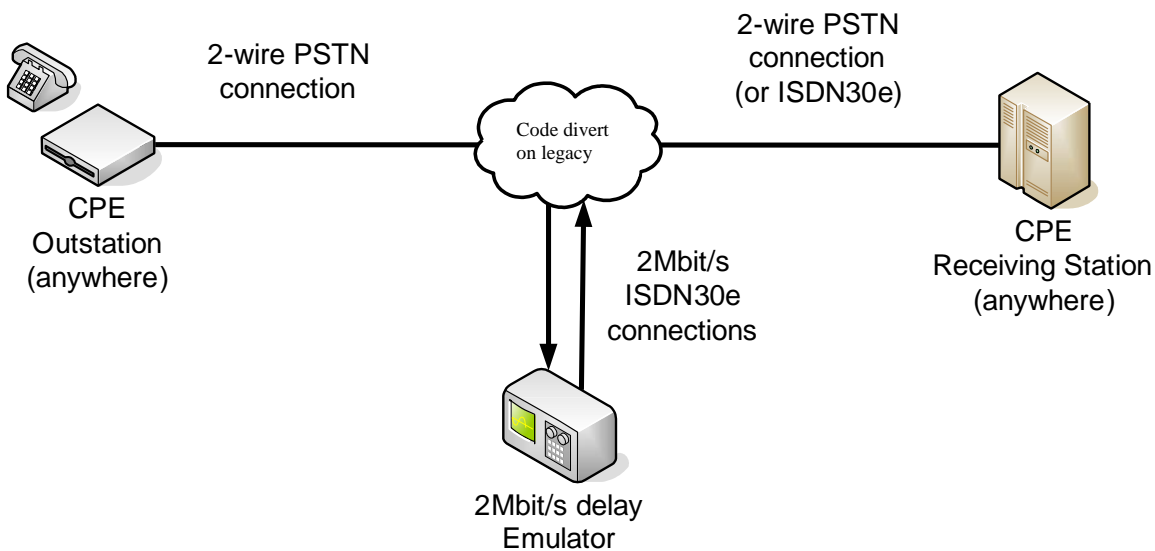 2-wire PSTN
connection
2-wire PSTN
connection
(or ISDN30e)
Code divert
on legacy
CPE
Outstation
(anywhere)
CPE
Receiving Station
(anywhere)
2Mbit/s
ISDN30e
connections
2Mbit/s delay
Emulator